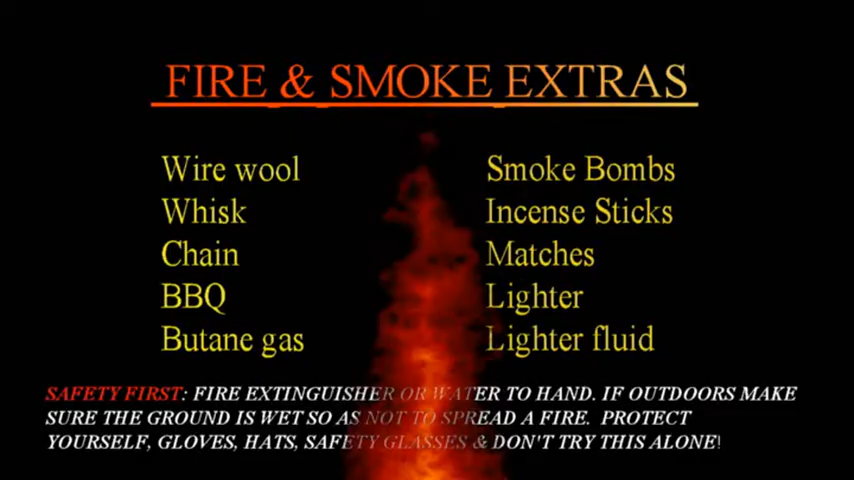 FIRE & SMOKE EXTRAS
Wire wool
Whisk
Chain
BBQ
Butane gas
Smoke Bombs
Incense Sticks
Matches
Lighter
Lighter fluid
SAFETY FIRST: FIRE EXTINGUISHER OR WATER TO HAND. IF OUTDOORS MAKE
SURE THE GROUND IS WET SO AS NOT TO SPREAD A FIRE. PROTECT
YOURSELF, GLOVES, HATS, SAFETY GLASSES & DON'T TRY THIS ALONE!